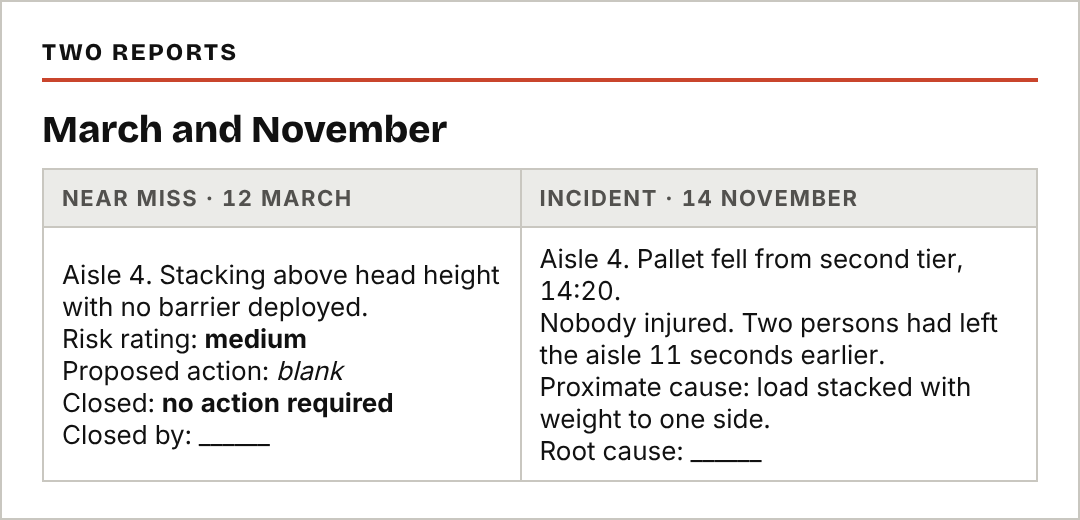 TWO REPORTS
March and November
NEAR MISS · 12 MARCH
Aisle 4. Stacking above head height
with no barrier deployed.
Risk rating: medium
Proposed action: blank
Closed: no action required
Closed by: ______
INCIDENT · 14 NOVEMBER
Aisle 4. Pallet fell from second tier,
14:20.
Nobody injured. Two persons had left
the aisle 11 seconds earlier.
Proximate cause: load stacked with
weight to one side.
Root cause: ______